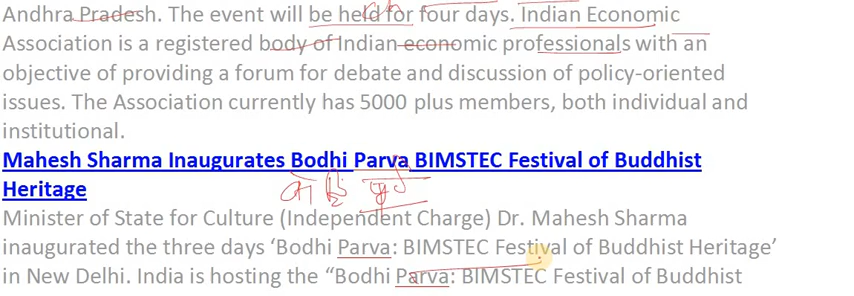 Andhra Pradesh. The event will be held for four days. Indian Economic
Association is a registered body of Indian economic professionals with an
objective of providing a forum for debate and discussion of policy-oriented
issues. The Association currently has 5000 plus members, both individual and
institutional.
Mahesh Sharma Inaugurates Bodhi Parva BIMSTEC Festival of Buddhist
Heritage
Minister of State for Culture (Independent Charge) Dr. Mahesh Sharma
inaugurated the three days ‘Bodhi Parva: BIMSTEC Festival of Buddhist Heritage’
in New Delhi. India is hosting the “Bodhi Parva: BIMSTEC Festival of Buddhist